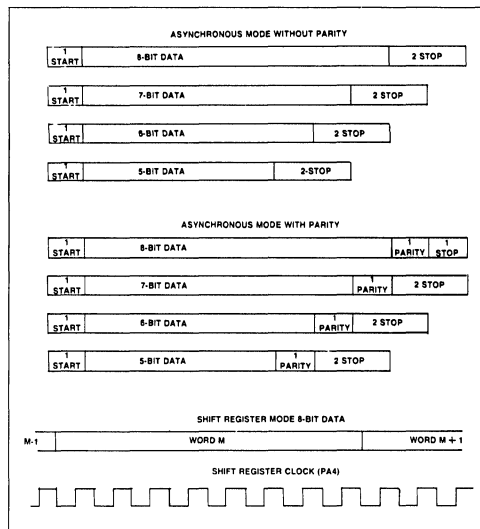 ASYNCHRONOUS MODE WITHOUT PARITY
1 START 8-BIT DATA 2 STOP
1 START 7-BIT DATA 2 STOP
1 START 6-BIT DATA 2 STOP
1 START 5-BIT DATA 2-STOP
ASYNCHRONOUS MODE WITH PARITY
1 START 8-BIT DATA 1 PARITY 1 STOP
1 START 7-BIT DATA 1 PARITY 2 STOP
1 START 6-BIT DATA 1 PARITY 2 STOP
1 START 5-BIT DATA 1 PARITY 2 STOP
SHIFT REGISTER MODE 8-BIT DATA
M-1 WORD M WORD M + 1
SHIFT REGISTER CLOCK (PA4)